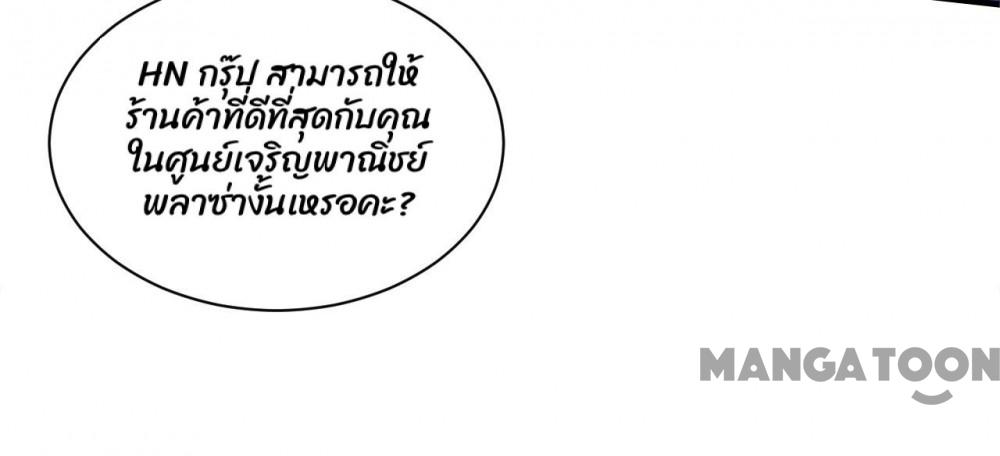 HN กรุ๊ป สามารถให้
ร้านค้าที่ดีที่สุดกับคุณ
ในศูนย์เจริญพาณิชย์
พลาซ่างั้นเหรอคะ?
MANGATOON